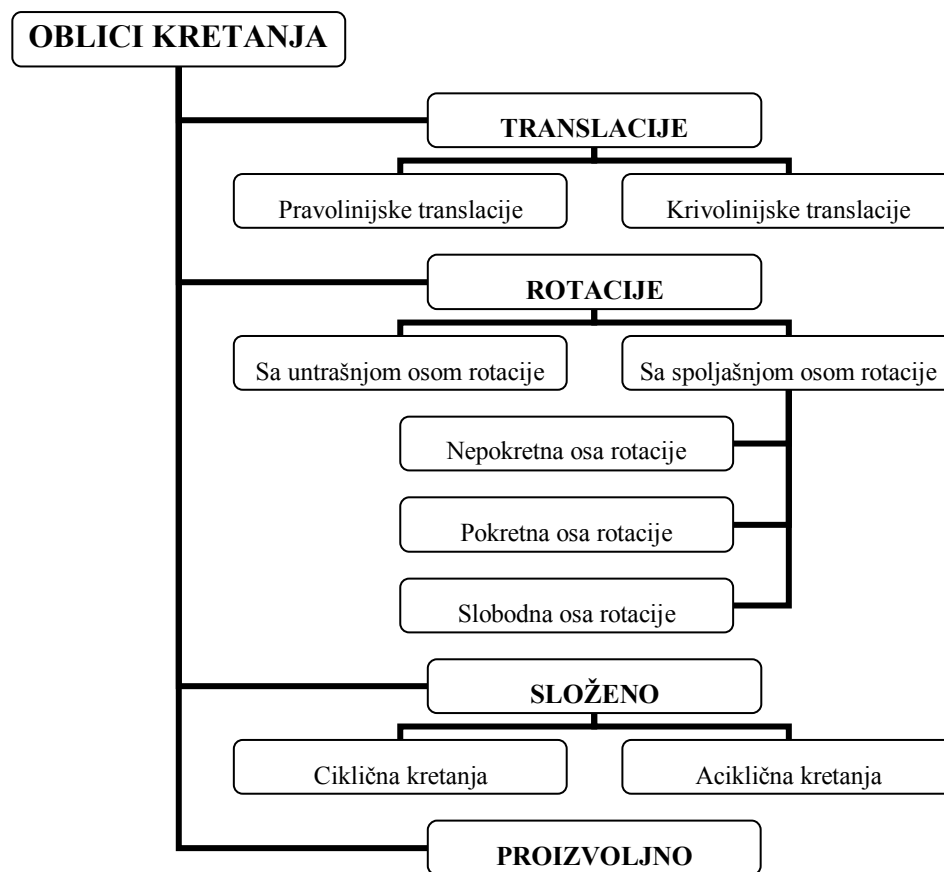 OBLICI KRETANJA
TRANSLACIJE
Pravolinijske translacije
Krivolinijske translacije
ROTACIJE
Sa untrašnjom osom rotacije
Sa spoljašnjom osom rotacije
Nepokretna osa rotacije
Pokretna osa rotacije
Slobodna osa rotacije
SLOŽENO
Ciklična kretanja
Aciklična kretanja
PROIZVOLJNO